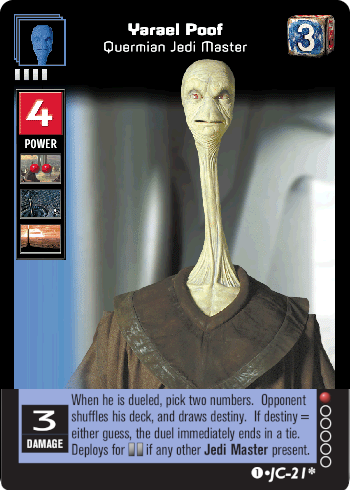 Yarael Poof
Quermian Jedi Master
3
4
POWER
3
DAMAGE
When he is dueled, pick two numbers. Opponent
shuffles his deck, and draws destiny. If destiny =
either guess, the duel immediately ends in a tie.
Deploys for if any other Jedi Master present.
1•JC-21*